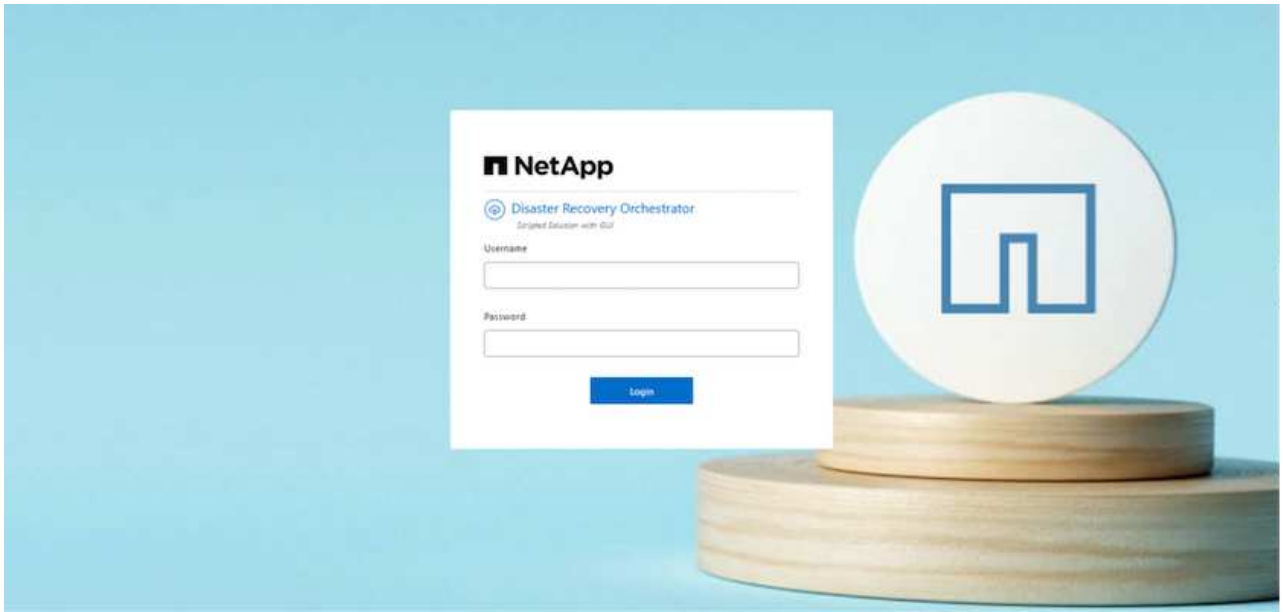 NetApp
Disaster Recovery Orchestrator
Scripted Solution with GUI
Username
Password
Login